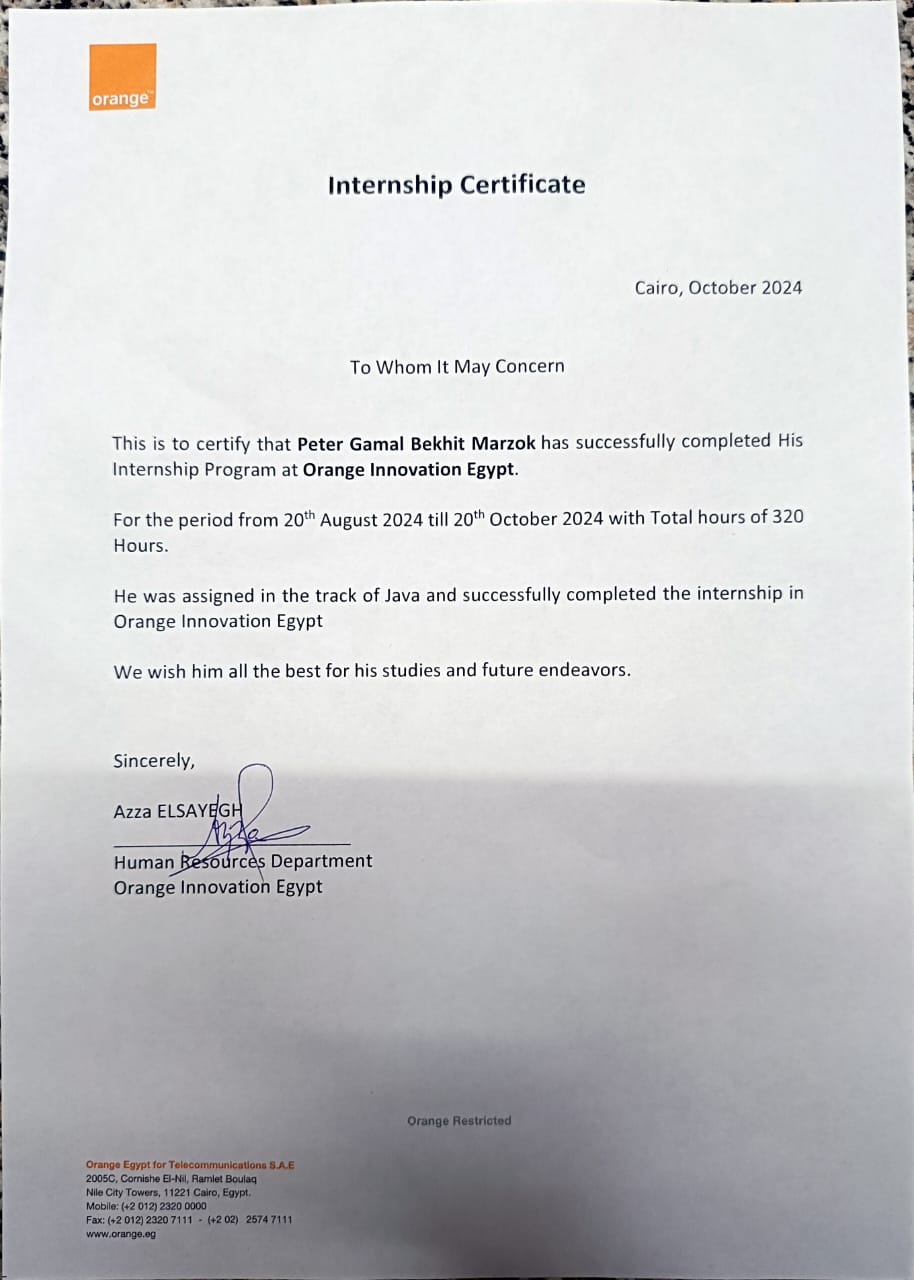 orange™
Internship Certificate
Cairo, October 2024
To Whom It May Concern
This is to certify that Peter Gamal Bekhit Marzok has successfully completed His
Internship Program at Orange Innovation Egypt.
For the period from 20th August 2024 till 20th October 2024 with Total hours of 320
Hours.
He was assigned in the track of Java and successfully completed the internship in
Orange Innovation Egypt
We wish him all the best for his studies and future endeavors.
Sincerely,
Azza ELSAYEGH
Azza
Human Resources Department
Orange Innovation Egypt
Orange Restricted
Orange Egypt for Telecommunications S.A.E
2005C, Cornishe El-Nil, Ramlet Boulaq
Nile City Towers, 11221 Cairo, Egypt.
Mobile: (+2 012) 2320 0000
Fax: (+2 012) 2320 7111 - (+2 02) 2574 7111
www.orange.eg